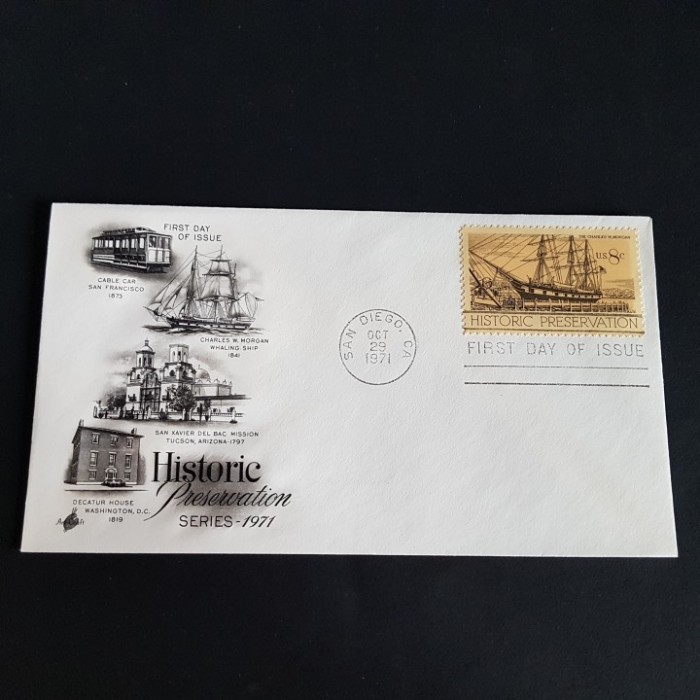 FIRST DAY
OF ISSUE
CABLE CAR
SAN FRANCISCO
1873
CHARLES W. MORGAN
WHALING SHIP
1841
SAN XAVIER DEL BAC MISSION
TUCSON, ARIZONA-1797
DECATUR HOUSE
WASHINGTON, D.C.
1819
Historic
Preservation
SERIES-1971
SAN DIEGO, CA
OCT
29
1971
U.S. 8c
HISTORIC PRESERVATION
FIRST DAY OF ISSUE